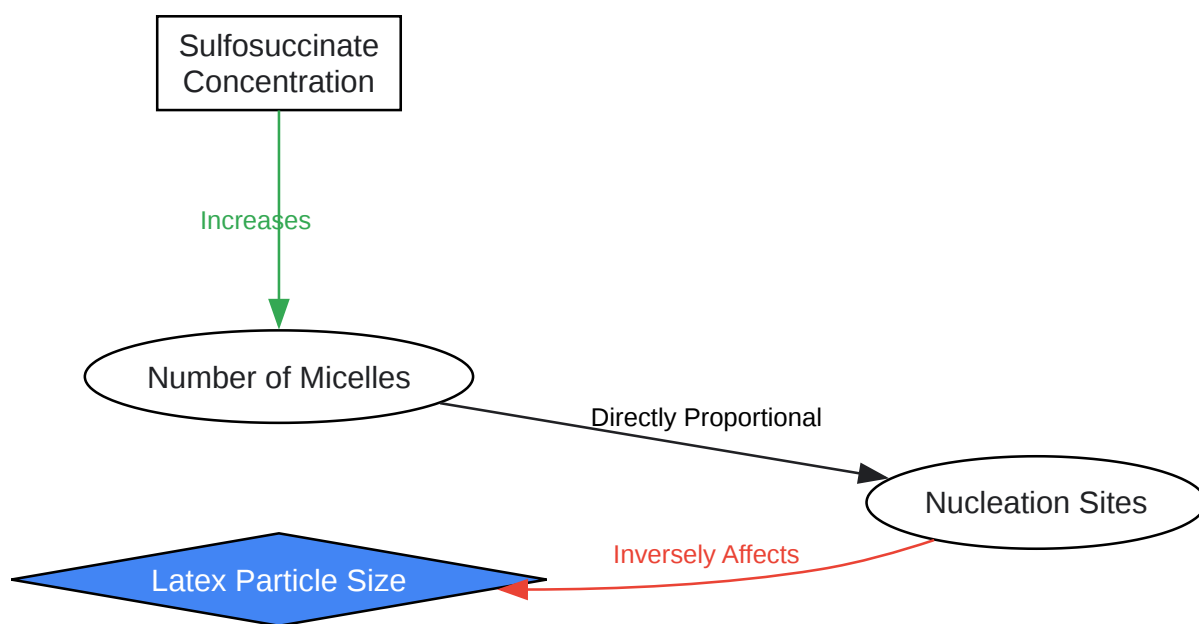 Sulfosuccinate
Concentration
Increases
Number of Micelles
Directly Proportional
Nucleation Sites
Inversely Affects
Latex Particle Size